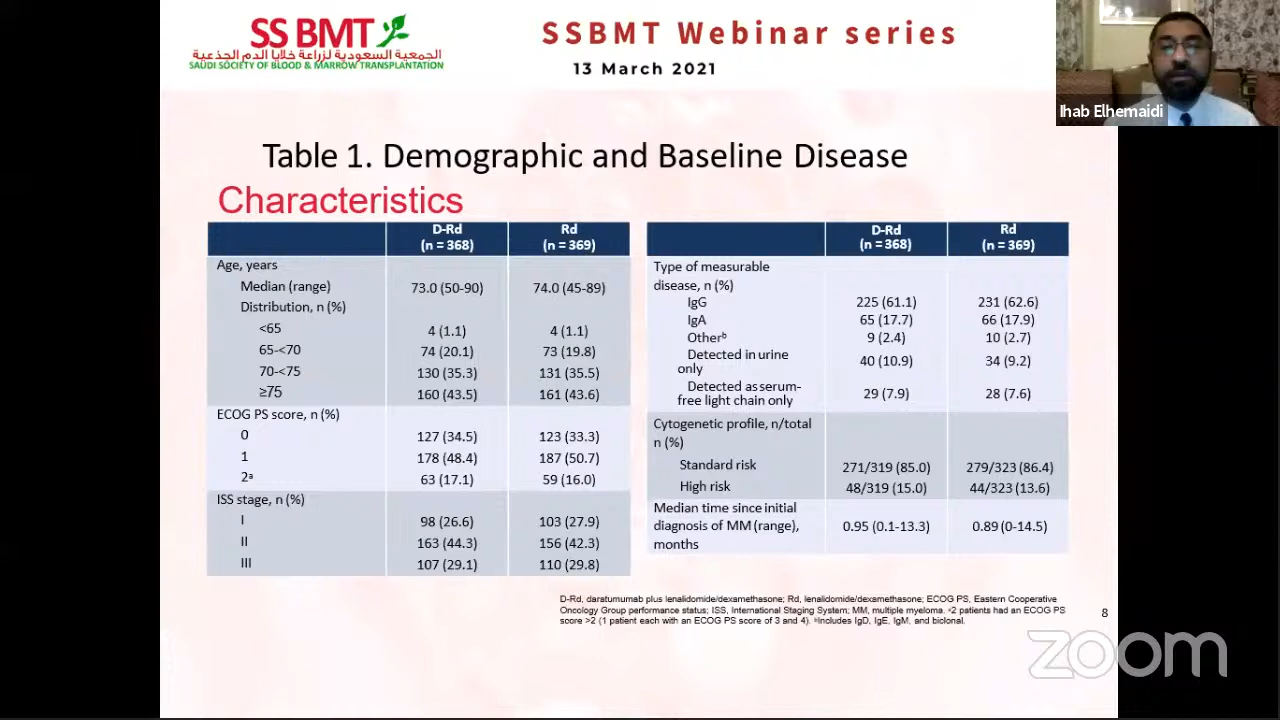 SS BMT
الجمعية السعودية لزراعة خلايا الدم الجذعية
SAUDI SOCIETY OF BLOOD & MARROW TRANSPLANTATION
SSBMT Webinar series
13 March 2021
Ihab Elhemaidi
Table 1. Demographic and Baseline Disease
Characteristics
D-Rd Rd
(n = 368) (n = 369)
Age, years
Median (range) 73.0 (50-90) 74.0 (45-89)
Distribution, n (%)
<65 4 (1.1) 4 (1.1)
65-<70 74 (20.1) 73 (19.8)
70-<75 130 (35.3) 131 (35.5)
≥75 160 (43.5) 161 (43.6)
ECOG PS score, n (%)
0 127 (34.5) 123 (33.3)
1 178 (48.4) 187 (50.7)
2ᵃ 63 (17.1) 59 (16.0)
ISS stage, n (%)
I 98 (26.6) 103 (27.9)
II 163 (44.3) 156 (42.3)
III 107 (29.1) 110 (29.8)
D-Rd Rd
(n = 368) (n = 369)
Type of measurable
disease, n (%)
IgG 225 (61.1) 231 (62.6)
IgA 65 (17.7) 66 (17.9)
Otherᵇ 9 (2.4) 10 (2.7)
Detected in urine
only 40 (10.9) 34 (9.2)
Detected as serum-
free light chain only 29 (7.9) 28 (7.6)
Cytogenetic profile, n/total
n (%)
Standard risk 271/319 (85.0) 279/323 (86.4)
High risk 48/319 (15.0) 44/323 (13.6)
Median time since initial
diagnosis of MM (range), 0.95 (0.1-13.3) 0.89 (0-14.5)
months
D-Rd, daratumumab plus lenalidomide/dexamethasone; Rd, lenalidomide/dexamethasone; ECOG PS, Eastern Cooperative
Oncology Group performance status; ISS, International Staging System; MM, multiple myeloma. ᵃ2 patients had an ECOG PS
score >2 (1 patient each with an ECOG PS score of 3 and 4). ᵇIncludes IgD, IgE, IgM, and biclonal.
8
zoom